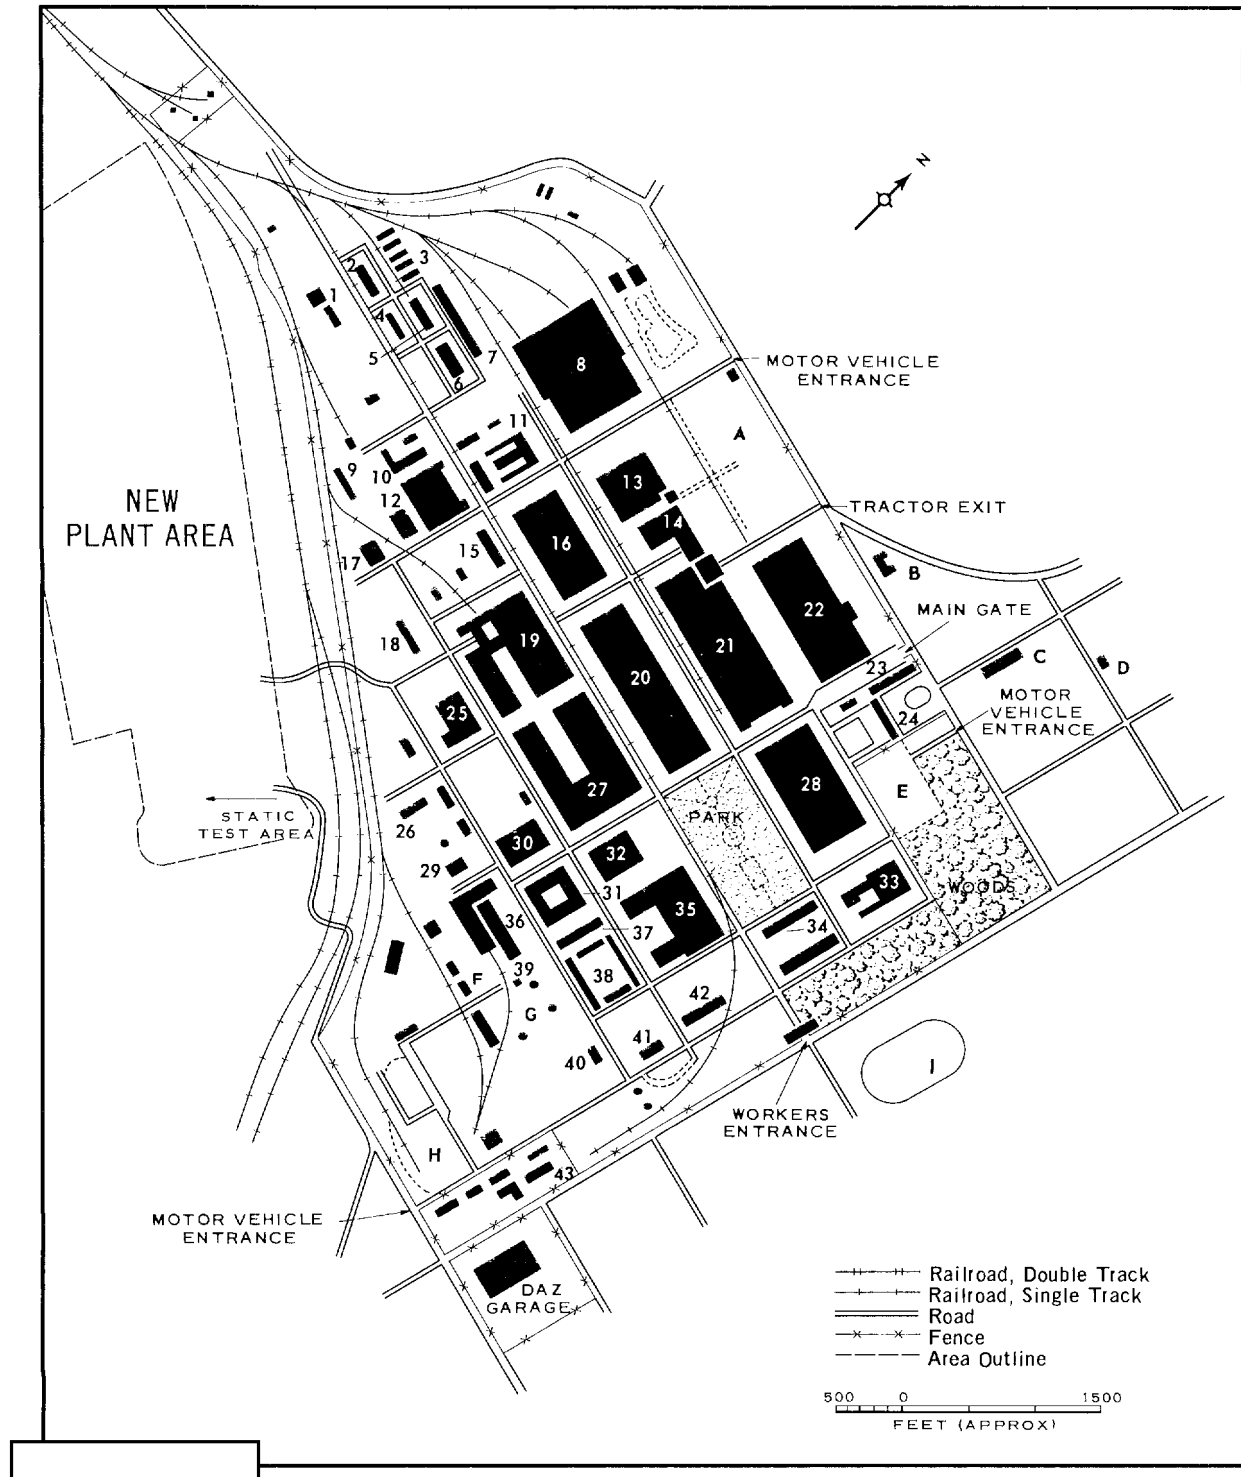 N
2
3
1
4
5
7
6
8
MOTOR VEHICLE
ENTRANCE
11
A
9
10
NEW
PLANT AREA
12
13
TRACTOR EXIT
14
17
15
16
B
22
MAIN GATE
18
19
21
20
23
C
D
MOTOR
VEHICLE
ENTRANCE
24
25
27
28
E
STATIC
TEST AREA
PARK
26
30
32
29
33
WOODS
31
35
36
37
34
39
38
F
42
G
40
41
I
WORKERS
ENTRANCE
H
43
MOTOR VEHICLE
ENTRANCE
DAZ
GARAGE
Railroad, Double Track
Railroad, Single Track
Road
Fence
Area Outline
500 0 1500
FEET (APPROX)